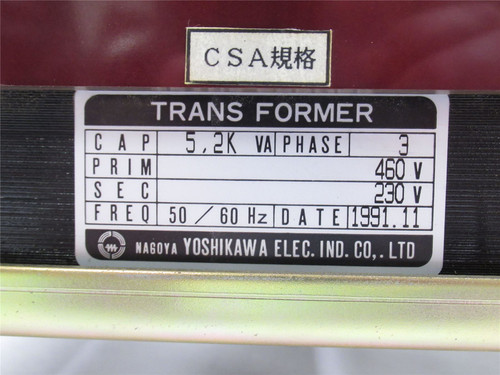 CSA規格
TRANS FORMER
CAP 5,2K VA PHASE 3
PRIM 460 V
SEC 230 V
FREQ 50/60 Hz DATE 1991.11
NAGOYA YOSHIKAWA ELEC. IND. CO,. LTD